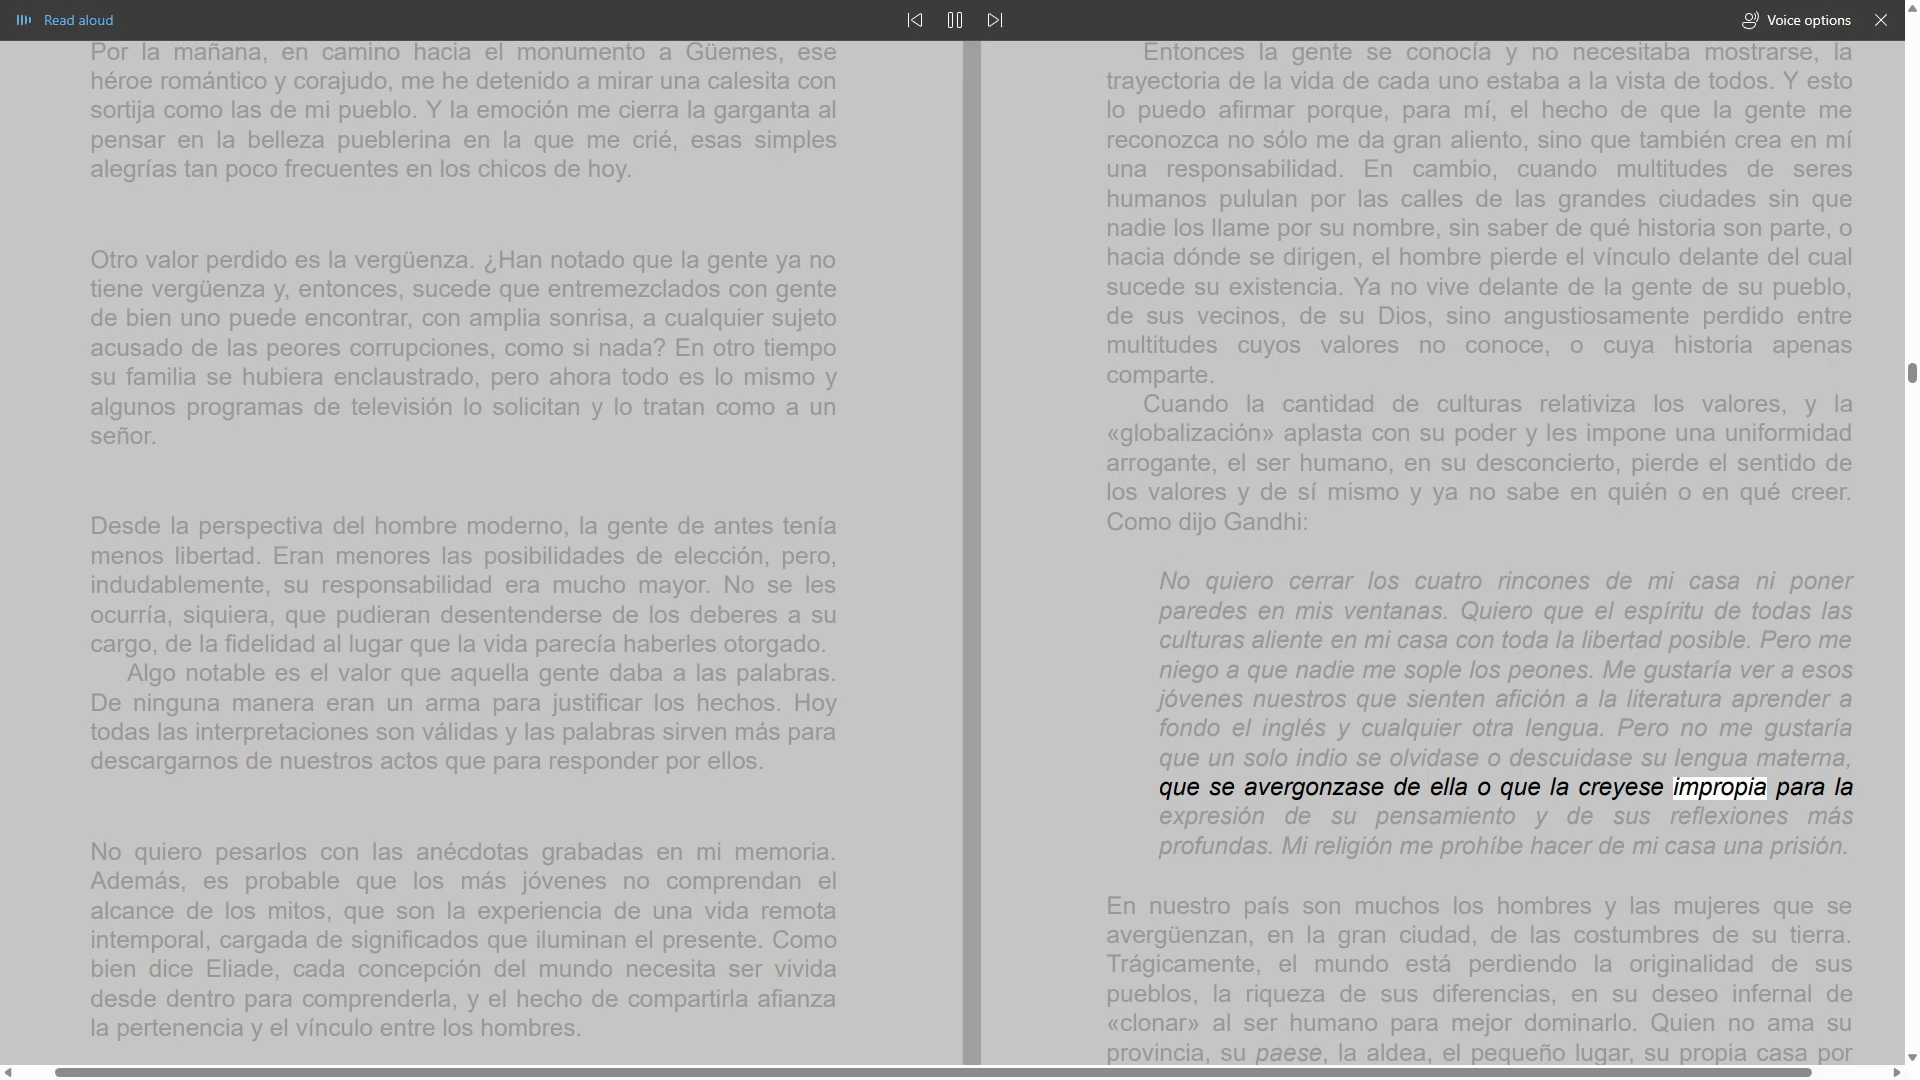 Read aloud
Voice options
Por la mañana, en camino hacia el monumento a Güemes, ese
héroe romántico y corajudo, me he detenido a mirar una calesita con
sortija como las de mi pueblo. Y la emoción me cierra la garganta al
pensar en la belleza pueblerina en la que me crié, esas simples
alegrías tan poco frecuentes en los chicos de hoy.
Otro valor perdido es la vergüenza. ¿Han notado que la gente ya no
tiene vergüenza y, entonces, sucede que entremezclados con gente
de bien uno puede encontrar, con amplia sonrisa, a cualquier sujeto
acusado de las peores corrupciones, como si nada? En otro tiempo
su familia se hubiera enclaustrado, pero ahora todo es lo mismo y
algunos programas de televisión lo solicitan y lo tratan como a un
señor.
Desde la perspectiva del hombre moderno, la gente de antes tenía
menos libertad. Eran menores las posibilidades de elección, pero,
indudablemente, su responsabilidad era mucho mayor. No se les
ocurría, siquiera, que pudieran desentenderse de los deberes a su
cargo, de la fidelidad al lugar que la vida parecía haberles otorgado.
Algo notable es el valor que aquella gente daba a las palabras.
De ninguna manera eran un arma para justificar los hechos. Hoy
todas las interpretaciones son válidas y las palabras sirven más para
descargarnos de nuestros actos que para responder por ellos.
No quiero pesarlos con las anécdotas grabadas en mi memoria.
Además, es probable que los más jóvenes no comprendan el
alcance de los mitos, que son la experiencia de una vida remota
intemporal, cargada de significados que iluminan el presente. Como
bien dice Eliade, cada concepción del mundo necesita ser vivida
desde dentro para comprenderla, y el hecho de compartirla afianza
la pertenencia y el vínculo entre los hombres.
Entonces la gente se conocía y no necesitaba mostrarse, la
trayectoria de la vida de cada uno estaba a la vista de todos. Y esto
lo puedo afirmar porque, para mí, el hecho de que la gente me
reconozca no sólo me da gran aliento, sino que también crea en mí
una responsabilidad. En cambio, cuando multitudes de seres
humanos pululan por las calles de las grandes ciudades sin que
nadie los llame por su nombre, sin saber de qué historia son parte, o
hacia dónde se dirigen, el hombre pierde el vínculo delante del cual
sucede su existencia. Ya no vive delante de la gente de su pueblo,
de sus vecinos, de su Dios, sino angustiosamente perdido entre
multitudes cuyos valores no conoce, o cuya historia apenas
comparte.
Cuando la cantidad de culturas relativiza los valores, y la
«globalización» aplasta con su poder y les impone una uniformidad
arrogante, el ser humano, en su desconcierto, pierde el sentido de
los valores y de sí mismo y ya no sabe en quién o en qué creer.
Como dijo Gandhi:
No quiero cerrar los cuatro rincones de mi casa ni poner
paredes en mis ventanas. Quiero que el espíritu de todas las
culturas aliente en mi casa con toda la libertad posible. Pero me
niego a que nadie me sople los peones. Me gustaría ver a esos
jóvenes nuestros que sienten afición a la literatura aprender a
fondo el inglés y cualquier otra lengua. Pero no me gustaría
que un solo indio se olvidase o descuidase su lengua materna,
que se avergonzase de ella o que la creyese impropia para la
expresión de su pensamiento y de sus reflexiones más
profundas. Mi religión me prohíbe hacer de mi casa una prisión.
En nuestro país son muchos los hombres y las mujeres que se
avergüenzan, en la gran ciudad, de las costumbres de su tierra.
Trágicamente, el mundo está perdiendo la originalidad de sus
pueblos, la riqueza de sus diferencias, en su deseo infernal de
«clonar» al ser humano para mejor dominarlo. Quien no ama su
provincia, su paese, la aldea, el pequeño lugar, su propia casa por